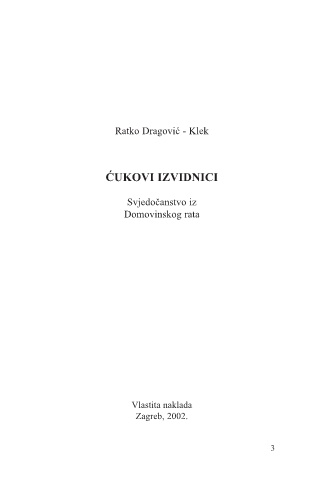 Ratko Dragović - Klek
ĆUKOVI IZVIDNICI
Svjedočanstvo iz
Domovinskog rata
Vlastita naklada
Zagreb, 2002.
3